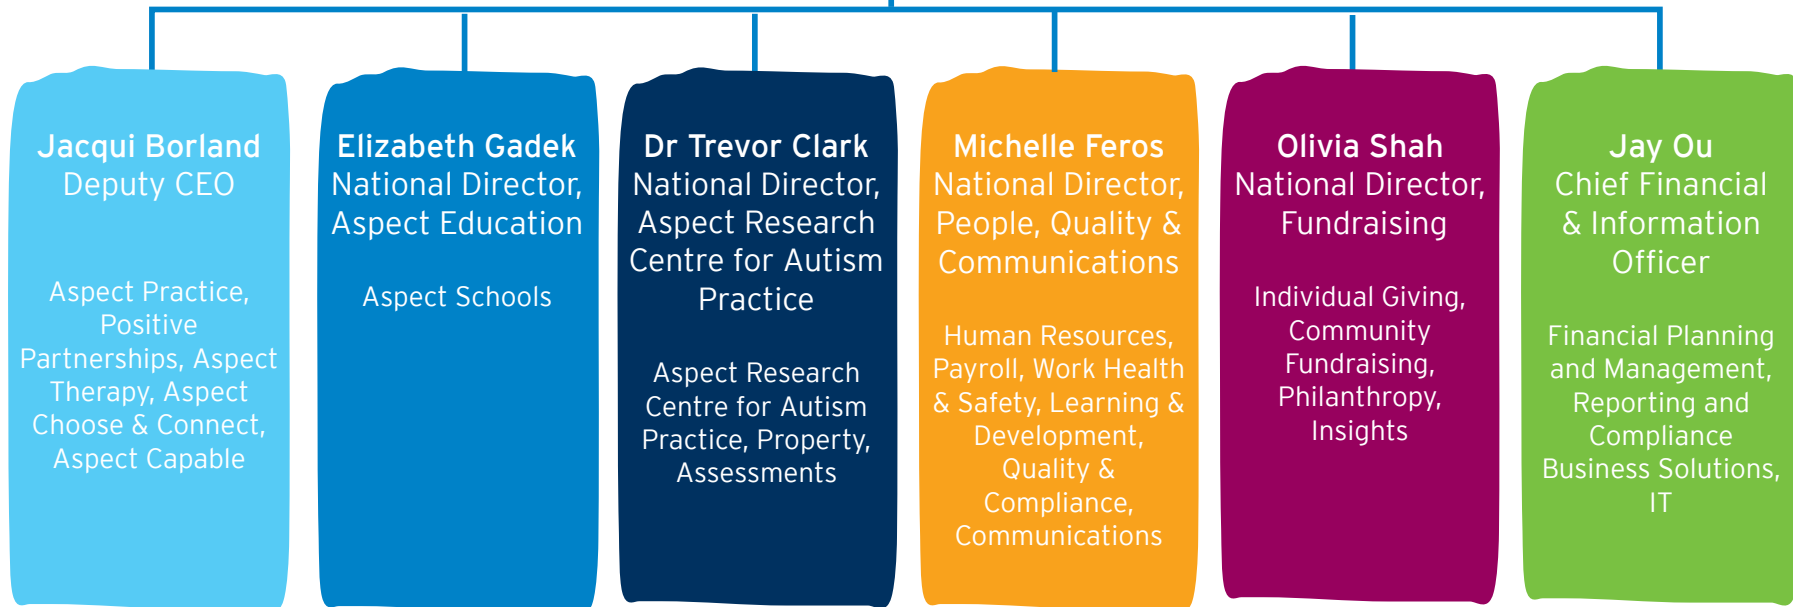 Jacqui Borland
Deputy CEO
Aspect Practice,
Positive
Partnerships, Aspect
Therapy, Aspect
Choose & Connect,
Aspect Capable
Elizabeth Gadek
National Director,
Aspect Education
Aspect Schools
Dr Trevor Clark
National Director,
Aspect Research
Centre for Autism
Practice
Aspect Research
Centre for Autism
Practice, Property,
Assessments
Michelle Feros
National Director,
People, Quality &
Communications
Human Resources,
Payroll, Work Health
& Safety, Learning &
Development,
Quality &
Compliance,
Communications
Olivia Shah
National Director,
Fundraising
Individual Giving,
Community
Fundraising,
Philanthropy,
Insights
Jay Ou
Chief Financial
& Information
Officer
Financial Planning
and Management,
Reporting and
Compliance
Business Solutions,
IT